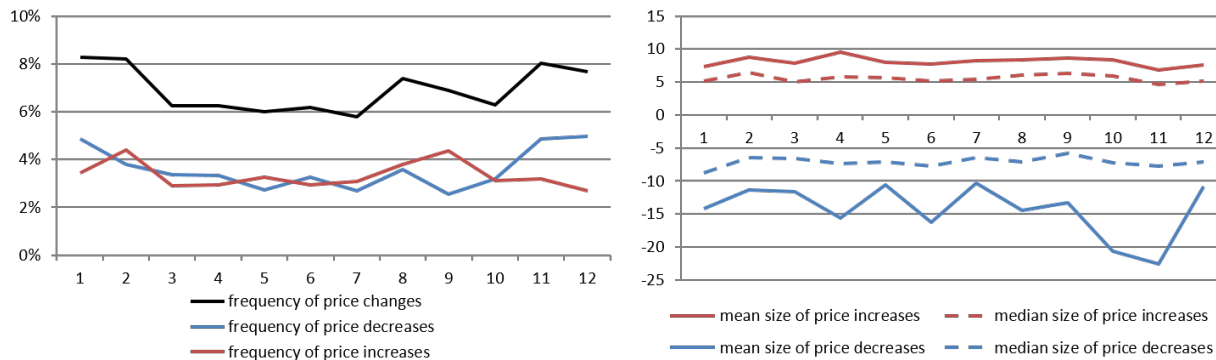 10%
8%
6%
4%
2%
0%
1 2 3 4 5 6 7 8 9 10 11 12
frequency of price changes
frequency of price decreases
frequency of price increases
15
10
5
0
-5
-10
-15
-20
-25
1 2 3 4 5 6 7 8 9 10 11 12
mean size of price increases median size of price increases
mean size of price decreases median size of price decreases